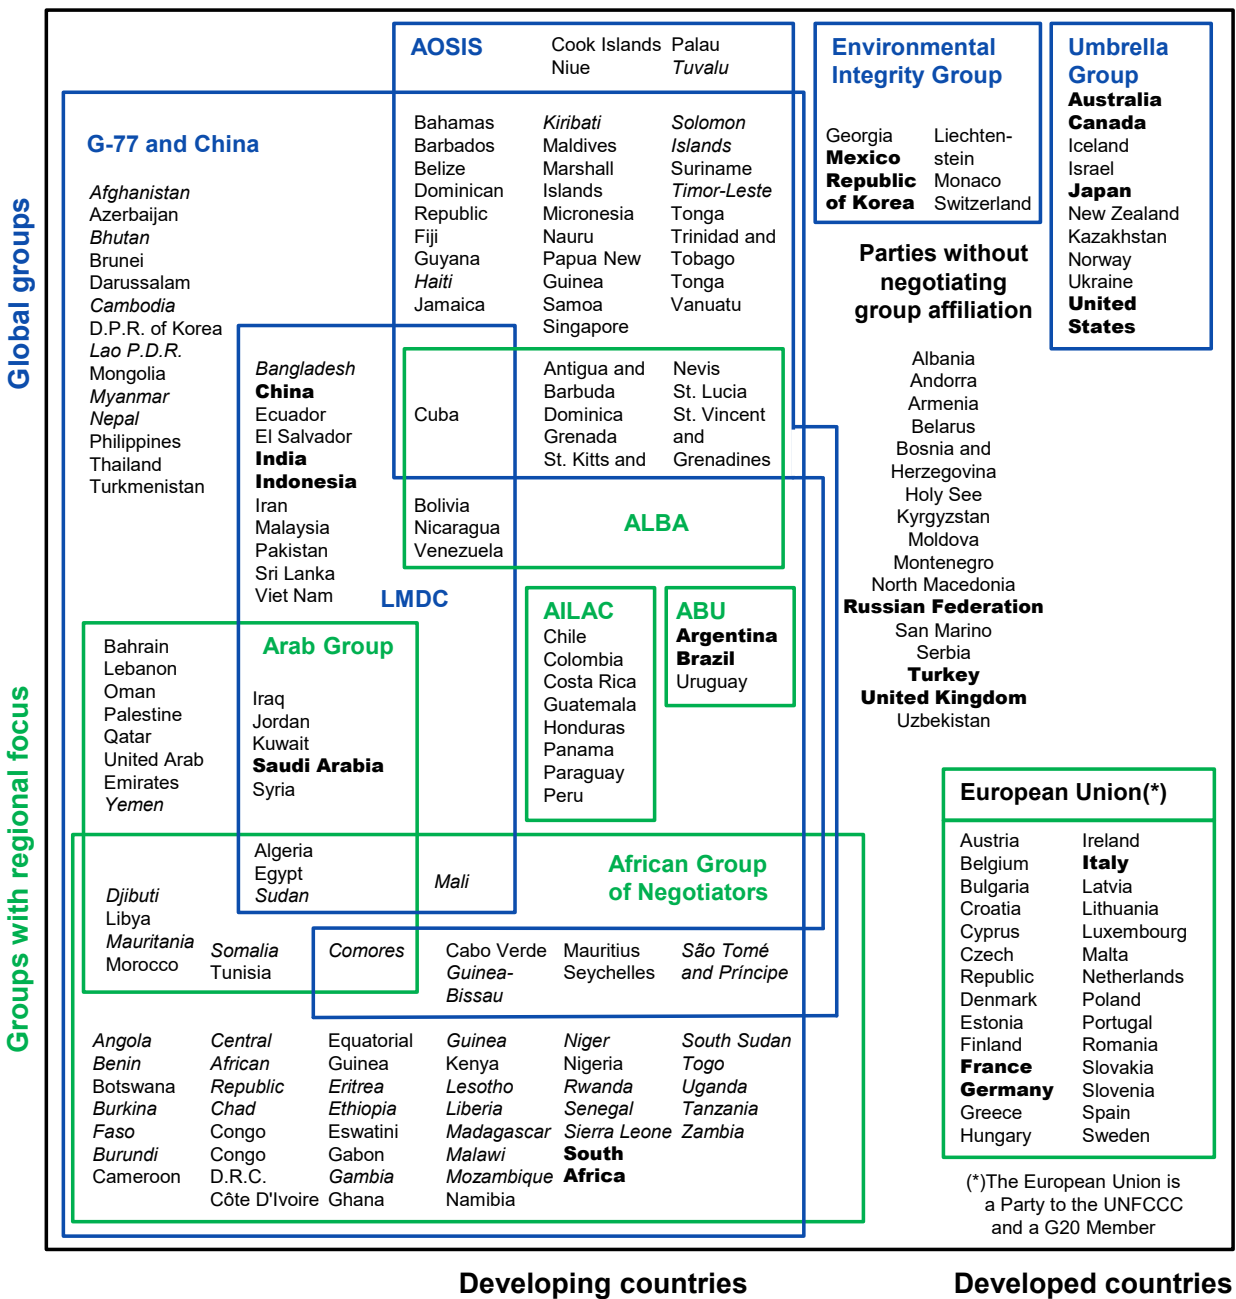 Global groups
Groups with regional focus
AOSIS
Cook Islands
Niue
Palau
Tuvalu
Environmental
Integrity Group
Georgia
Mexico
Republic
of Korea
Liechten-
stein
Monaco
Switzerland
Umbrella
Group
Australia
Canada
Iceland
Israel
Japan
New Zealand
Kazakhstan
Norway
Ukraine
United
States
G-77 and China
Afghanistan
Azerbaijan
Bhutan
Brunei
Darussalam
Cambodia
D.P.R. of Korea
Lao P.D.R.
Mongolia
Myanmar
Nepal
Philippines
Thailand
Turkmenistan
Bahamas
Barbados
Belize
Dominican
Republic
Fiji
Guyana
Haiti
Jamaica
Kiribati
Maldives
Marshall
Islands
Micronesia
Nauru
Papua New
Guinea
Samoa
Singapore
Solomon
Islands
Suriname
Timor-Leste
Tonga
Trinidad and
Tobago
Tonga
Vanuatu
Parties without
negotiating
group affiliation
Albania
Andorra
Armenia
Belarus
Bosnia and
Herzegovina
Holy See
Kyrgyzstan
Moldova
Montenegro
North Macedonia
Russian Federation
San Marino
Serbia
Turkey
United Kingdom
Uzbekistan
Bangladesh
China
Ecuador
El Salvador
India
Indonesia
Iran
Malaysia
Pakistan
Sri Lanka
Viet Nam
LMDC
Cuba
Antigua and
Barbuda
Dominica
Grenada
St. Kitts and
Nevis
St. Lucia
St. Vincent
and
Grenadines
Bolivia
Nicaragua
Venezuela
ALBA
AILAC
Chile
Colombia
Costa Rica
Guatemala
Honduras
Panama
Paraguay
Peru
ABU
Argentina
Brazil
Uruguay
Arab Group
Bahrain
Lebanon
Oman
Palestine
Qatar
United Arab
Emirates
Yemen
Iraq
Jordan
Kuwait
Saudi Arabia
Syria
Algeria
Egypt
Sudan
Mali
African Group
of Negotiators
Djibuti
Libya
Mauritania
Morocco
Somalia
Tunisia
Comores
Cabo Verde
Guinea-
Bissau
Mauritius
Seychelles
São Tomé
and Príncipe
Angola
Benin
Botswana
Burkina
Faso
Burundi
Cameroon
Central
African
Republic
Chad
Congo
Congo
D.R.C.
Côte D'Ivoire
Equatorial
Guinea
Eritrea
Ethiopia
Eswatini
Gabon
Gambia
Ghana
Guinea
Kenya
Lesotho
Liberia
Madagascar
Malawi
Mozambique
Namibia
Niger
Nigeria
Rwanda
Senegal
Sierra Leone
South
Africa
South Sudan
Togo
Uganda
Tanzania
Zambia
European Union(*)
Austria
Belgium
Bulgaria
Croatia
Cyprus
Czech
Republic
Denmark
Estonia
Finland
France
Germany
Greece
Hungary
Ireland
Italy
Latvia
Lithuania
Luxembourg
Malta
Netherlands
Poland
Portugal
Romania
Slovakia
Slovenia
Spain
Sweden
(*)The European Union is
a Party to the UNFCCC
and a G20 Member
Developing countries
Developed countries